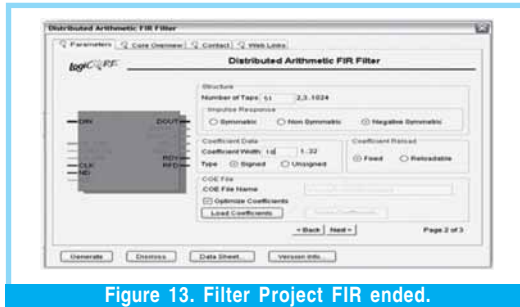 Distributed Arithmetic FIR Filter
Parameters Core Overview Contact Web Links
logiCORE
Distributed Arithmetic FIR Filter
Structure
Number of Taps 51 2,3..1024
Impulse Response
Symmetric Non Symmetric Negative Symmetric
Coefficient Data
Coefficient Width 1..32
Type Signed Unsigned
Coefficient Reload
Fixed Reloadable
DIN DOUT
RDY
CLK RFD
ND
COE File
COE File Name
Optimize Coefficients
Load Coefficients
< Back Next > Page 2 of 3
Generate Dismiss Data Sheet... Version Info...
Figure 13. Filter Project FIR ended.